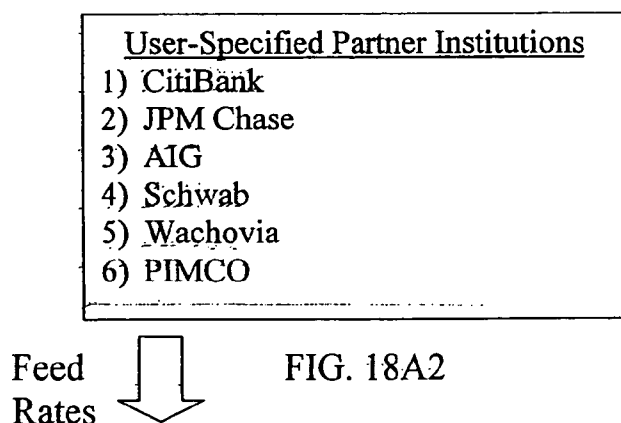 User-Specified Partner Institutions
1) CitiBank
2) JPM Chase
3) AIG
4) Schwab
5) Wachovia
6) PIMCO
Feed
Rates
FIG. 18A2